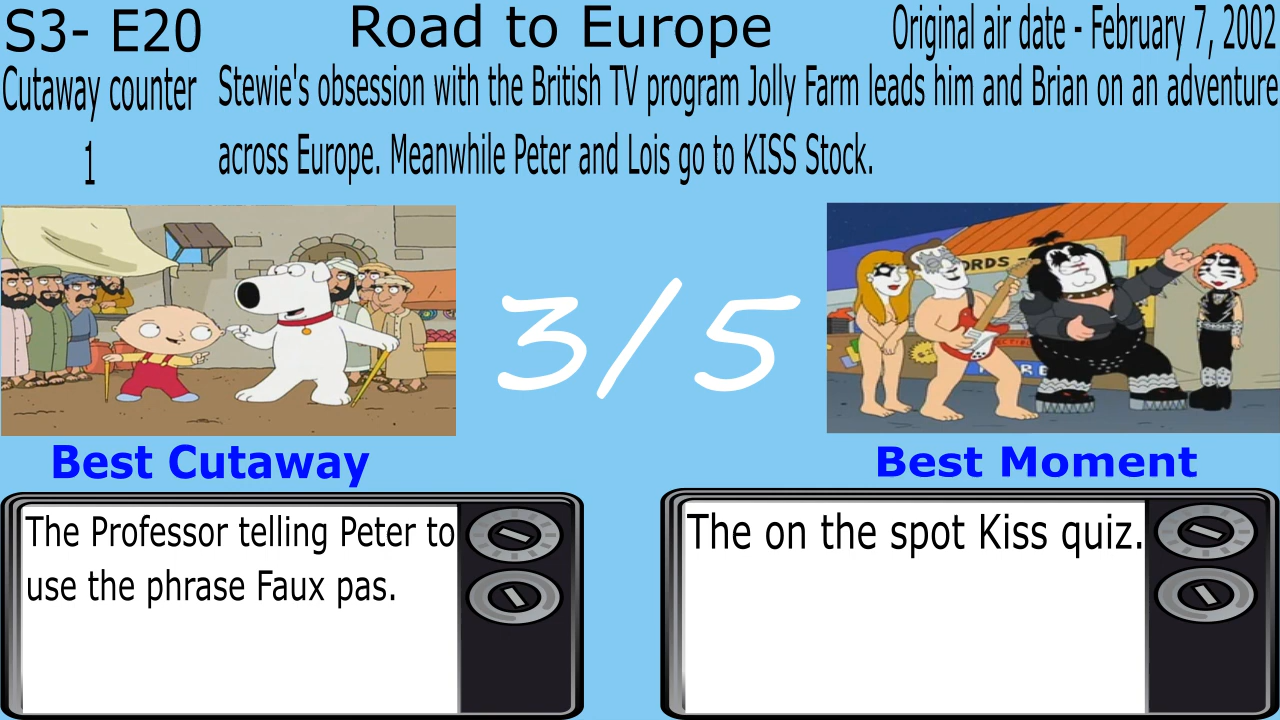 S3- E20
Road to Europe
Original air date - February 7, 2002
Cutaway counter
1
Stewie's obsession with the British TV program Jolly Farm leads him and Brian on an adventure
across Europe. Meanwhile Peter and Lois go to KISS Stock.
ORDS
3/5
Best Cutaway
Best Moment
The Professor telling Peter to
use the phrase Faux pas.
The on the spot Kiss quiz.